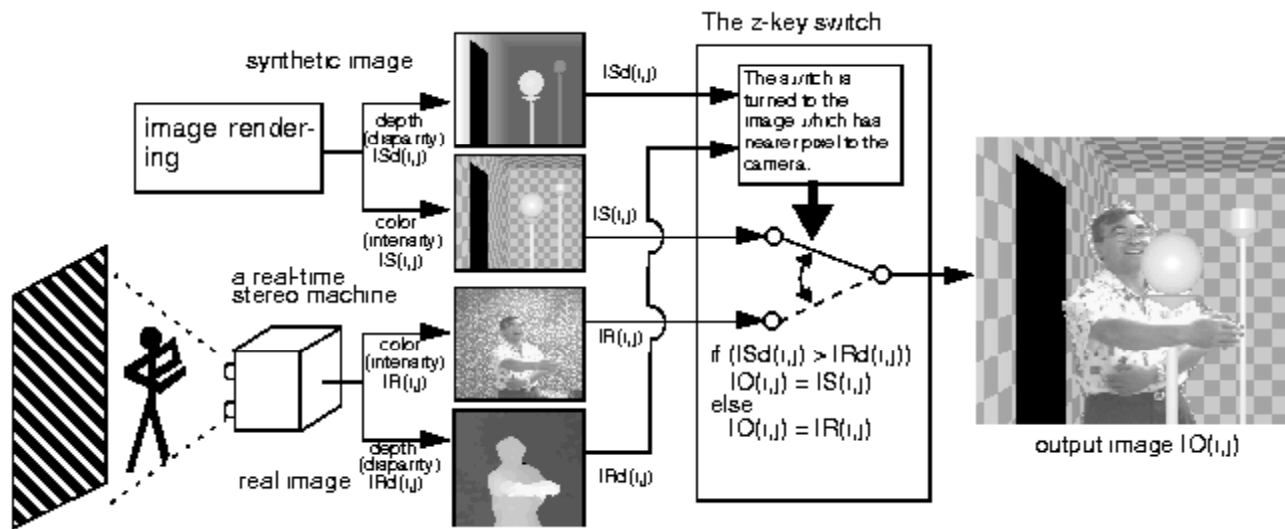 The z-key switch
synthetic image
image render-
ing
depth
(disparity)
ISd(i,j)
color
(intensity)
IS(i,j)
ISd(i,j)
IS(i,j)
The switch is
turned to the
image which has
nearer pixel to the
camera.
a real-time
stereo machine
color
(intensity)
IR(i,j)
depth
(disparity)
IRd(i,j)
real image
IR(i,j)
IRd(i,j)
if (ISd(i,j) > IRd(i,j))
IO(i,j) = IS(i,j)
else
IO(i,j) = IR(i,j)
output image IO(i,j)